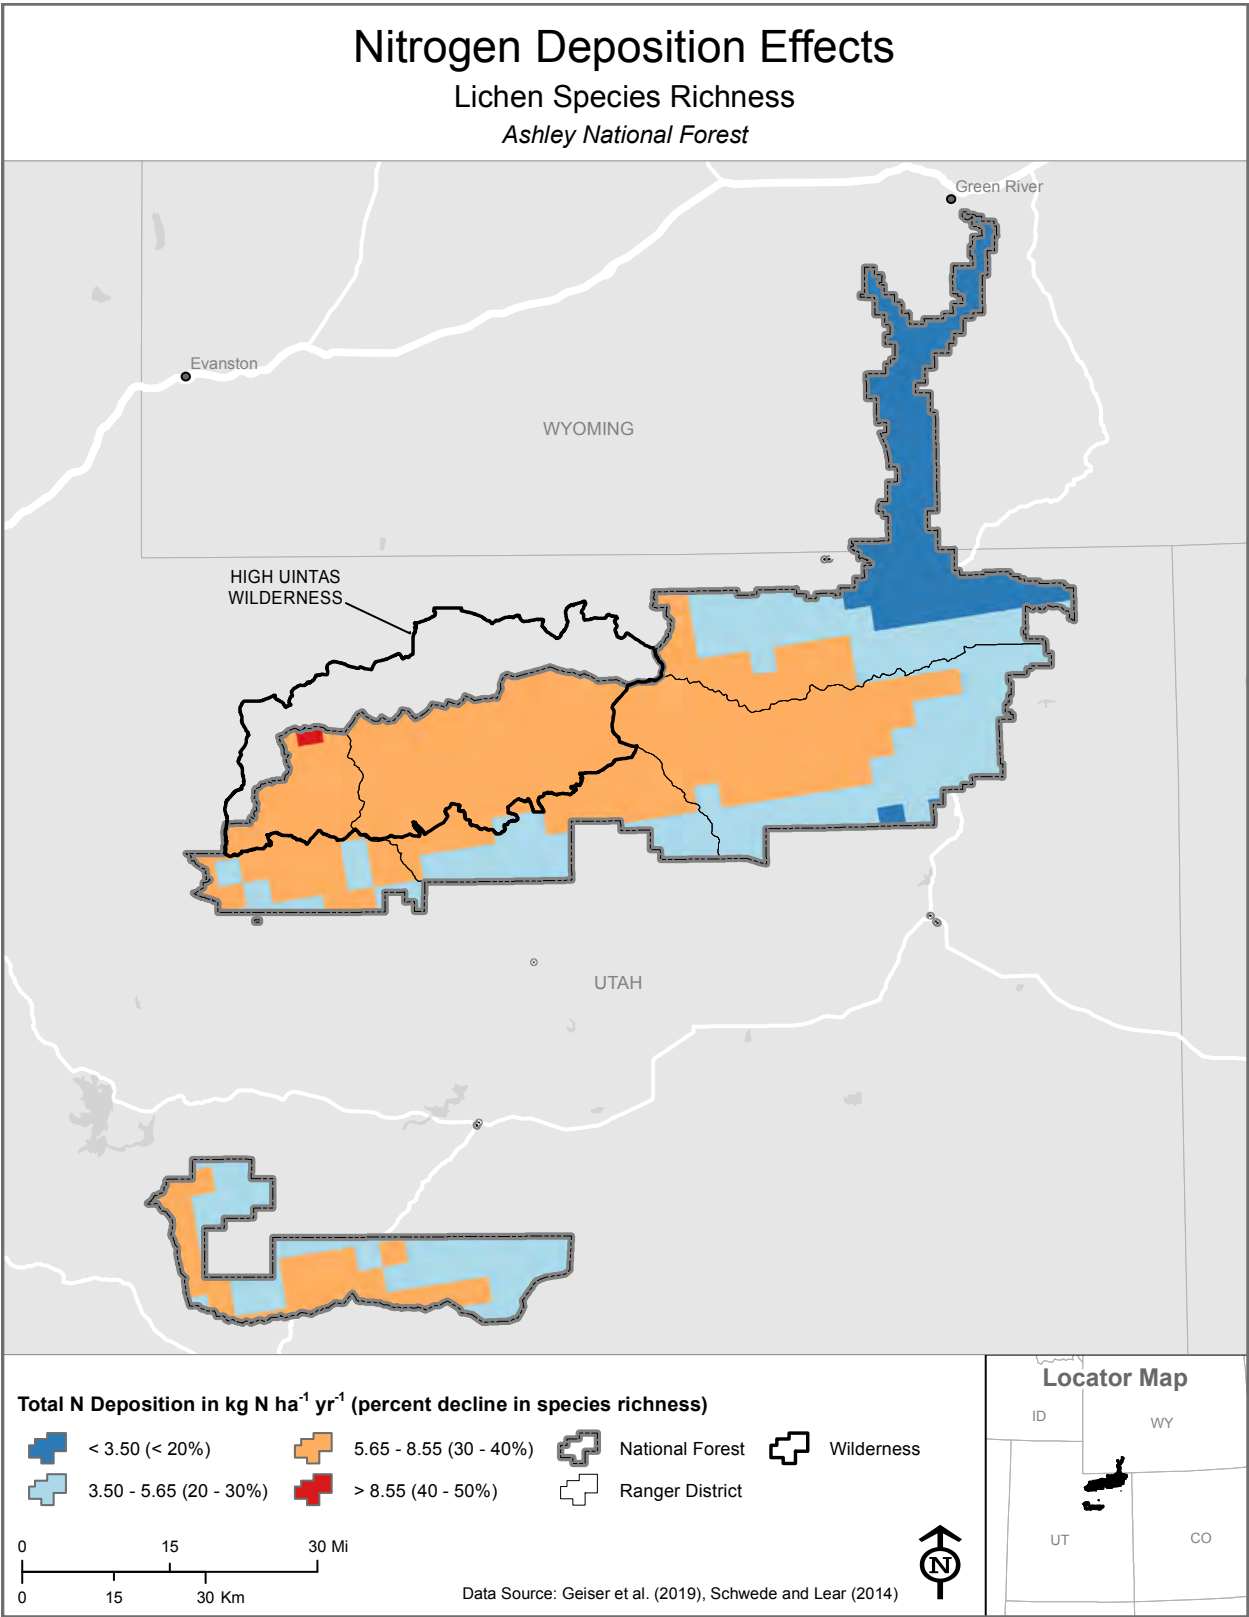 Nitrogen Deposition Effects
Lichen Species Richness
Ashley National Forest
Green River
Evanston
WYOMING
HIGH UINTAS
WILDERNESS
UTAH
Total N Deposition in kg N ha⁻¹ yr⁻¹ (percent decline in species richness)
< 3.50 (< 20%)
5.65 - 8.55 (30 - 40%)
National Forest
Wilderness
3.50 - 5.65 (20 - 30%)
> 8.55 (40 - 50%)
Ranger District
0 15 30 Mi
0 15 30 Km
N
Data Source: Geiser et al. (2019), Schwede and Lear (2014)
Locator Map
ID
WY
UT
CO